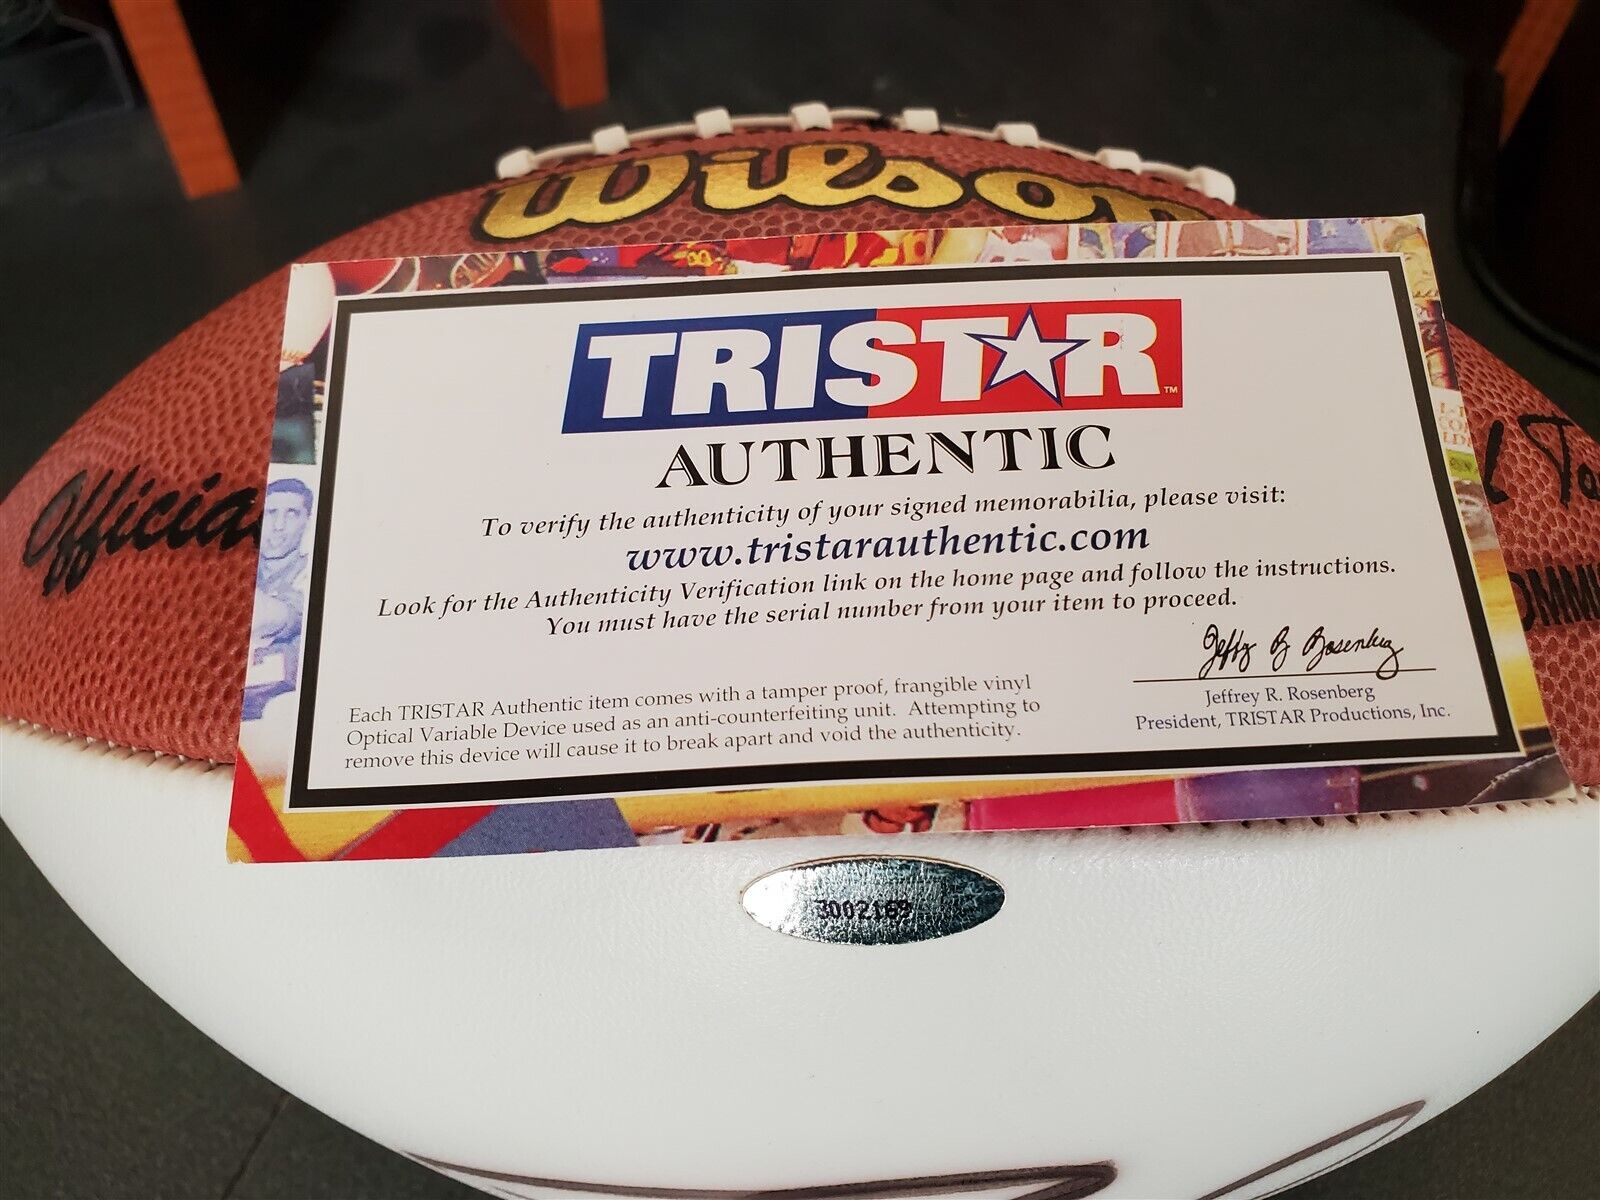 Wilson
Official
TRISTAR™
AUTHENTIC
To verify the authenticity of your signed memorabilia, please visit:
www.tristarauthentic.com
Look for the Authenticity Verification link on the home page and follow the instructions.
You must have the serial number from your item to proceed.
Jeffrey R. Rosenberg
President, TRISTAR Productions, Inc.
Each TRISTAR Authentic item comes with a tamper proof, frangible vinyl
Optical Variable Device used as an anti-counterfeiting unit. Attempting to
remove this device will cause it to break apart and void the authenticity.
3002169